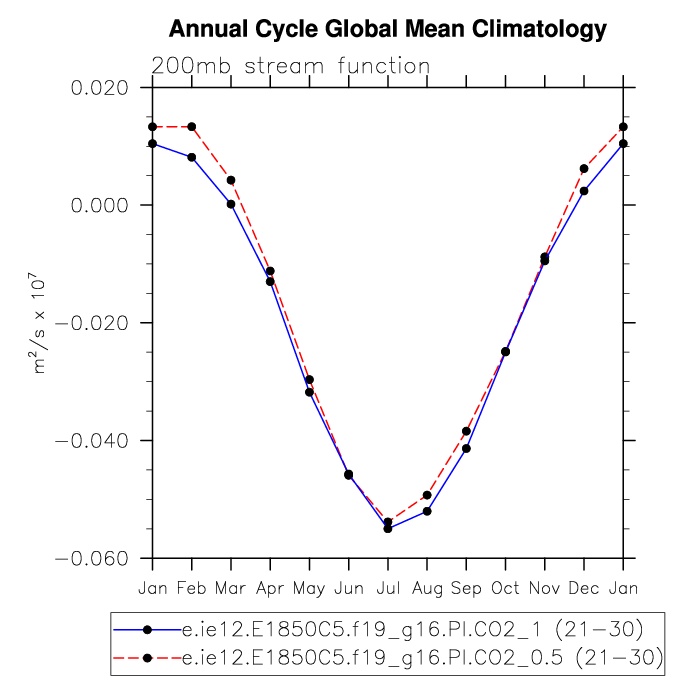 Annual Cycle Global Mean Climatology
200mb stream function
0.020
0.000
−0.020
−0.040
−0.060
m²/s x 10⁷
Jan Feb Mar Apr May Jun Jul Aug Sep Oct Nov Dec Jan
e.ie12.E1850C5.f19_g16.PI.CO2_1 (21−30)
e.ie12.E1850C5.f19_g16.PI.CO2_0.5 (21−30)